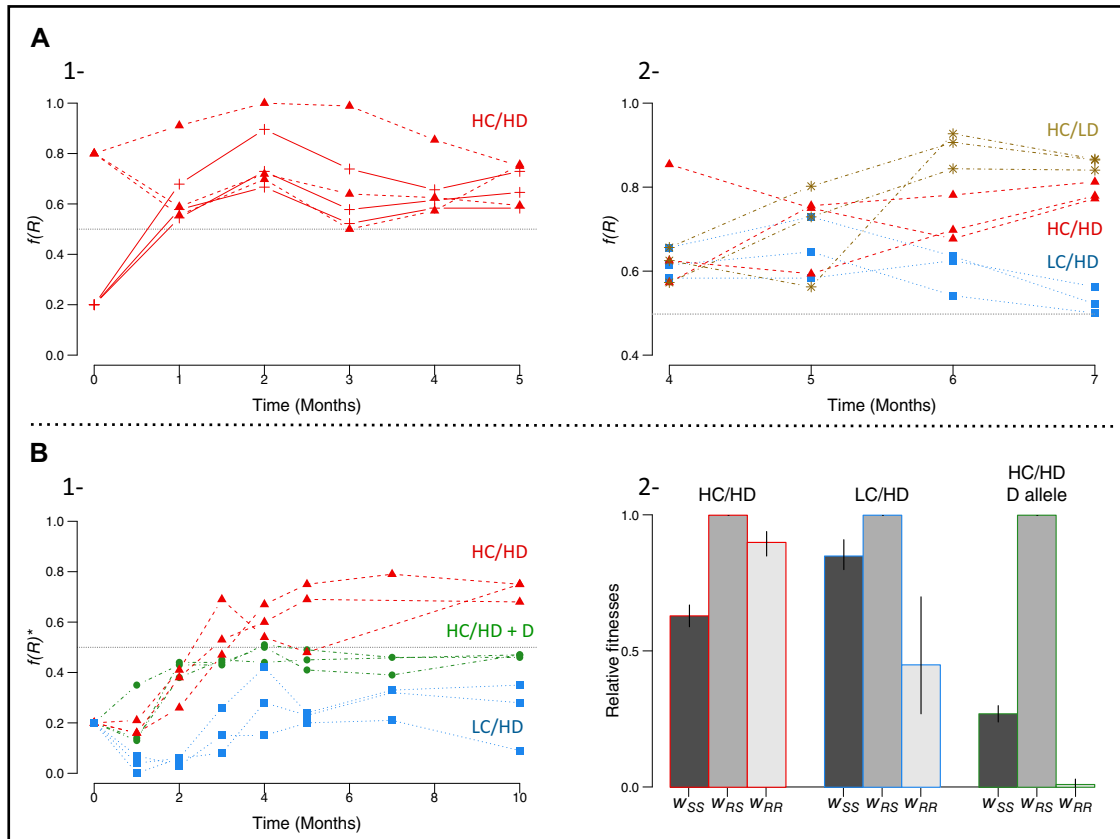 A
1-
HC/HD
f(R)
1.0
0.8
0.6
0.4
0.2
0.0
0 1 2 3 4 5
Time (Months)
2-
HC/LD
HC/HD
LC/HD
f(R)
1.0
0.8
0.6
0.4
4 5 6 7
Time (Months)
B
1-
HC/HD
HC/HD + D
LC/HD
f(R)*
1.0
0.8
0.6
0.4
0.2
0.0
0 2 4 6 8 10
Time (Months)
2-
HC/HD
LC/HD
HC/HD
D allele
Relative fitnesses
1.0
0.5
0.0
wSS wRS wRR wSS wRS wRR wSS wRS wRR